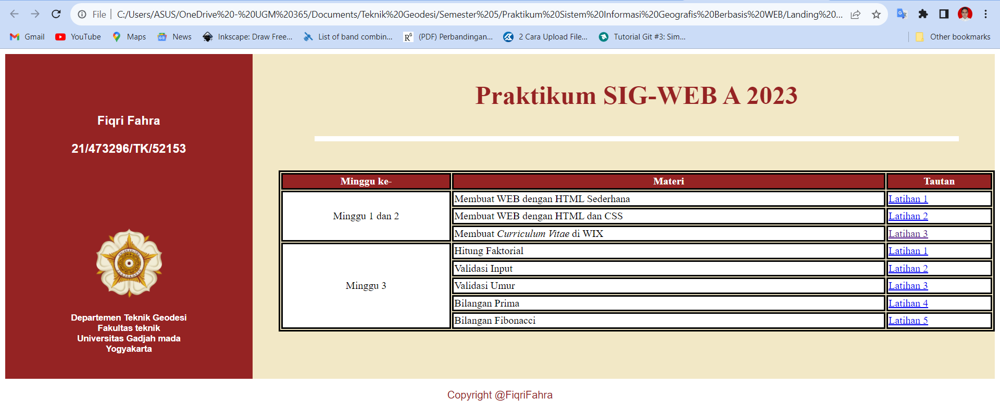 File | C:/Users/ASUS/OneDrive%20-%20UGM%20365/Documents/Teknik%20Geodesi/Semester%205/Praktikum%20Sistem%20Informasi%20Geografis%20Berbasis%20WEB/Landing%20...
Gmail YouTube Maps News Inkscape: Draw Free... List of band combin... (PDF) Perbandingan... 2 Cara Upload File... Tutorial Git #3: Sim... Other bookmarks
Praktikum SIG-WEB A 2023
Fiqri Fahra
21/473296/TK/52153
UNIVERSITAS
Departemen Teknik Geodesi
Fakultas teknik
Universitas Gadjah mada
Yogyakarta
Minggu ke- Materi Tautan
Minggu 1 dan 2
Membuat WEB dengan HTML Sederhana Latihan 1
Membuat WEB dengan HTML dan CSS Latihan 2
Membuat Curriculum Vitae di WIX Latihan 3
Minggu 3
Hitung Faktorial Latihan 1
Validasi Input Latihan 2
Validasi Umur Latihan 3
Bilangan Prima Latihan 4
Bilangan Fibonacci Latihan 5
Copyright @FiqriFahra